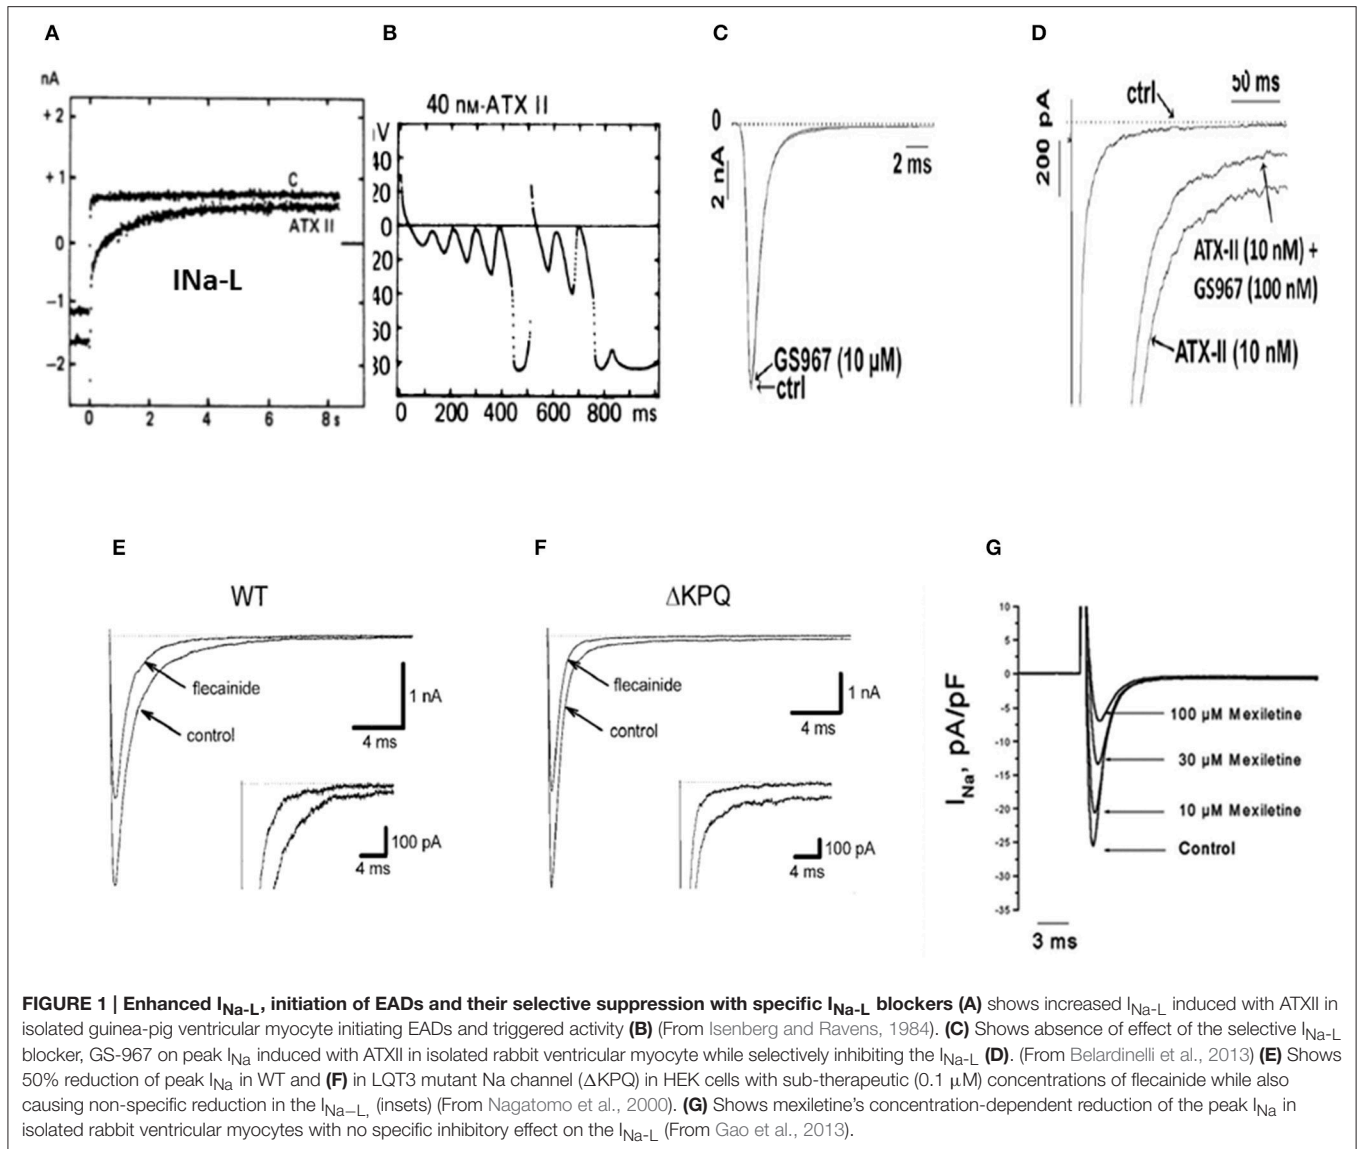 A
B
C
D
nA
+2
+1
0
−1
−2
C
ATX II
INa-L
0
2
4
6
8 s
40 nM-ATX II
V
40
20
0
20
40
60
80
0
200
400
600
800
ms
0
2 nA
2 ms
GS967 (10 µM)
ctrl
50 ms
ctrl
200 pA
ATX-II (10 nM) +
GS967 (100 nM)
ATX-II (10 nM)
E
F
G
WT
flecainide
control
1 nA
4 ms
100 pA
4 ms
ΔKPQ
flecainide
control
1 nA
4 ms
100 pA
4 ms
INa, pA/pF
10
5
0
-5
-10
-15
-20
-25
-30
-35
100 µM Mexiletine
30 µM Mexiletine
10 µM Mexiletine
Control
3 ms
FIGURE 1 | Enhanced INa-L, initiation of EADs and their selective suppression with specific INa-L blockers (A) shows increased INa-L induced with ATXII in
isolated guinea-pig ventricular myocyte initiating EADs and triggered activity (B) (From Isenberg and Ravens, 1984). (C) Shows absence of effect of the selective INa-L
blocker, GS-967 on peak INa induced with ATXII in isolated rabbit ventricular myocyte while selectively inhibiting the INa-L (D). (From Belardinelli et al., 2013) (E) Shows
50% reduction of peak INa in WT and (F) in LQT3 mutant Na channel (ΔKPQ) in HEK cells with sub-therapeutic (0.1 µM) concentrations of flecainide while also
causing non-specific reduction in the INa−L, (insets) (From Nagatomo et al., 2000). (G) Shows mexiletine's concentration-dependent reduction of the peak INa in
isolated rabbit ventricular myocytes with no specific inhibitory effect on the INa-L (From Gao et al., 2013).